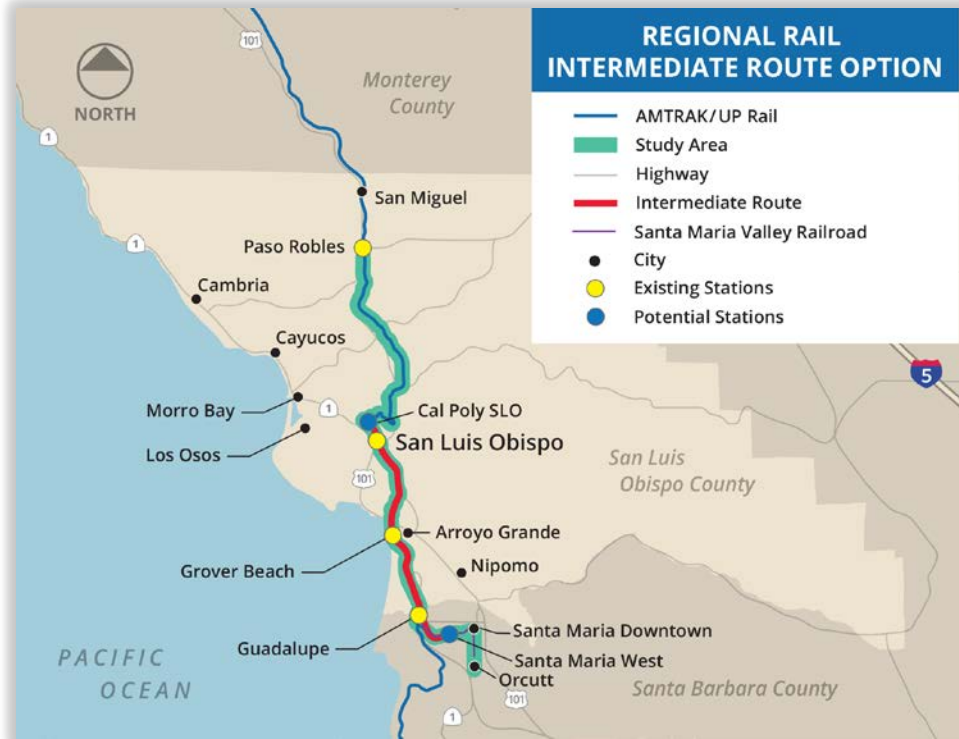 REGIONAL RAIL
INTERMEDIATE ROUTE OPTION
AMTRAK/UP Rail
Study Area
Highway
Intermediate Route
Santa Maria Valley Railroad
City
Existing Stations
Potential Stations
NORTH
101
Monterey
County
1
San Miguel
Paso Robles
1
Cambria
Cayucos
5
Morro Bay
1
Cal Poly SLO
Los Osos
San Luis Obispo
101
San Luis
Obispo County
Arroyo Grande
Grover Beach
Nipomo
Guadalupe
Santa Maria Downtown
Santa Maria West
Orcutt
PACIFIC
OCEAN
Santa Barbara County
101
1